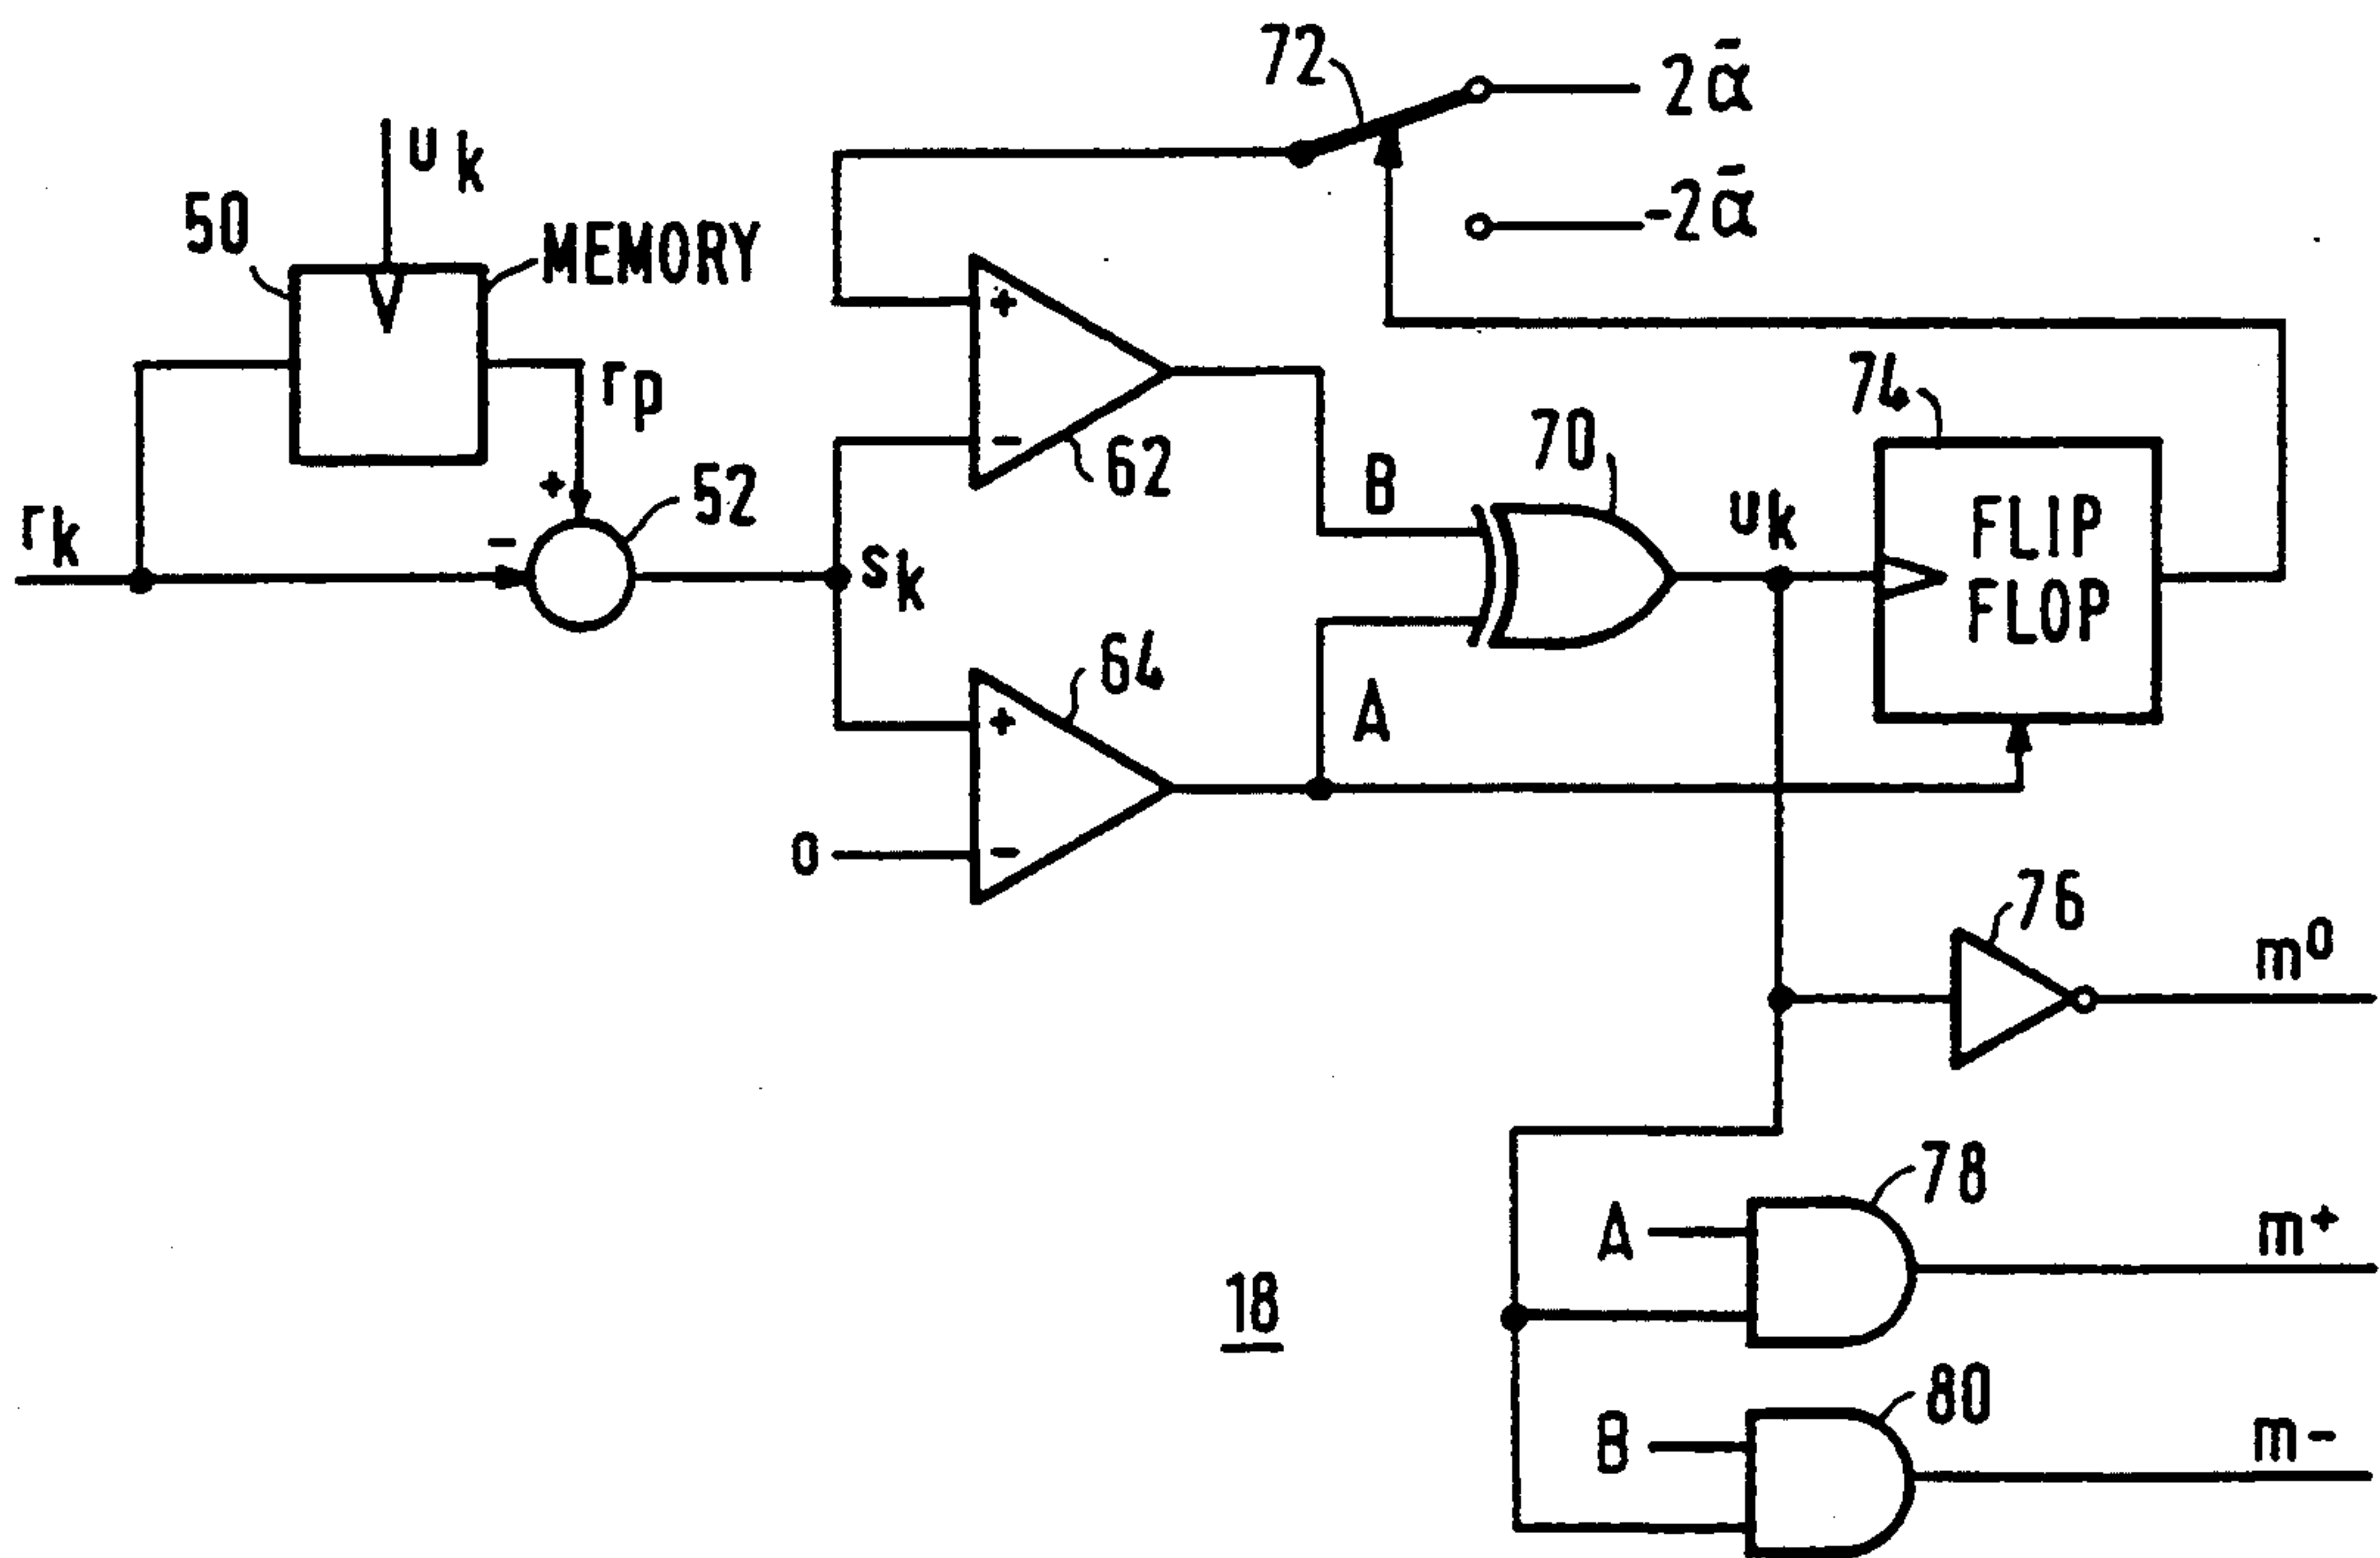 72
2ᾱ
-2ᾱ
uk
50
MEMORY
rp
+
-
62
+
-
52
rk
sk
B
70
uk
74
FLIP
FLOP
64
+
-
A
0
76
m0
A
78
m+
18
B
80
m-